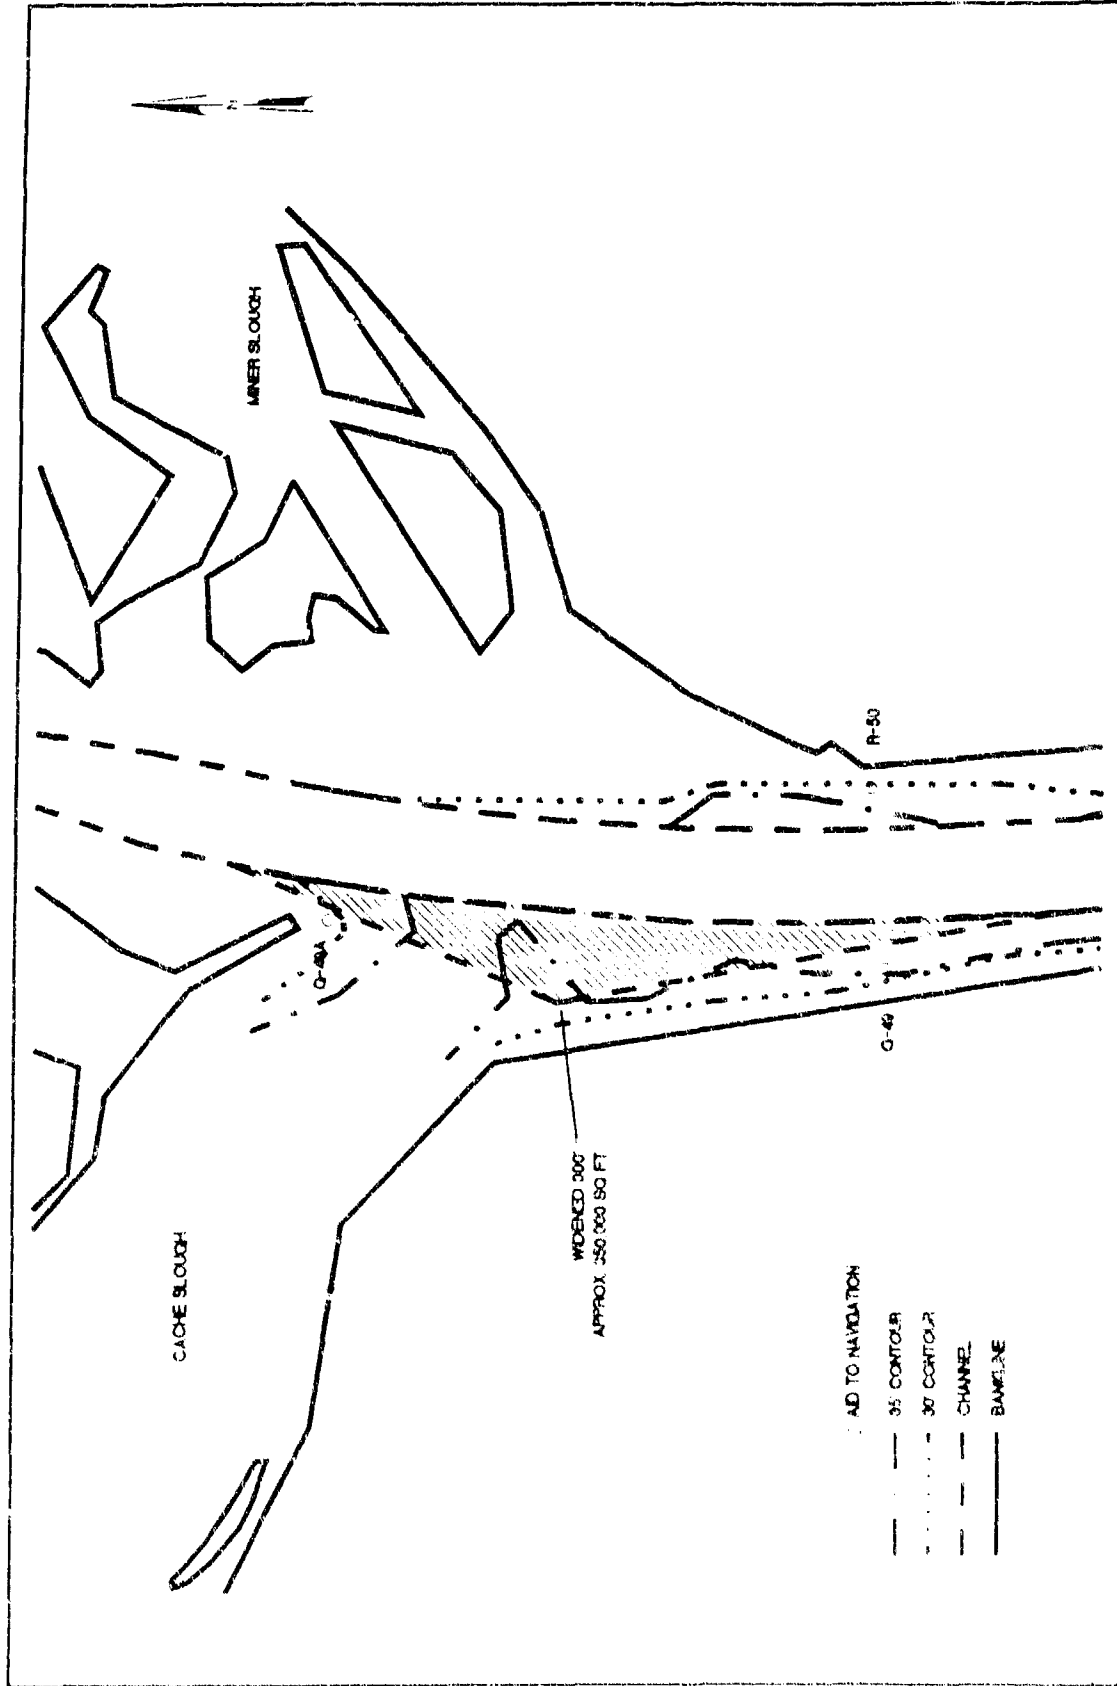 N
MINER SLOUGH
CACHE SLOUGH
G-49A
R-50
G-49
WIDENED 300'
APPROX. 350,000 SQ FT
AID TO NAVIGATION
35' CONTOUR
30' CONTOUR
CHANNEL
BANKLINE